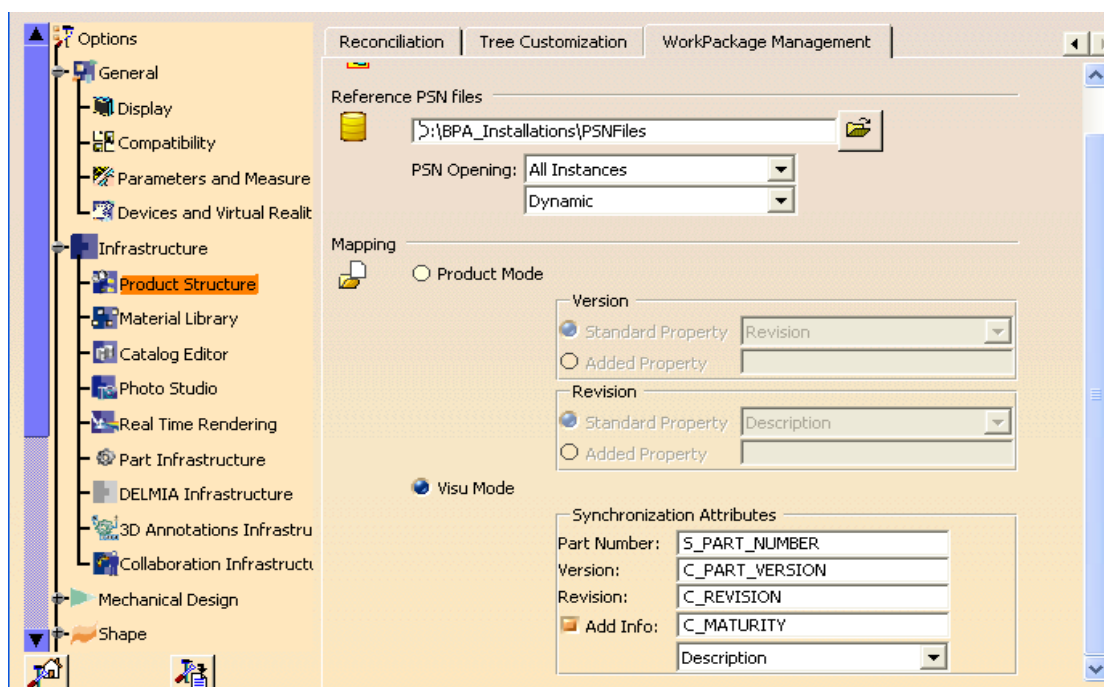 Options
General
Display
Compatibility
Parameters and Measure
Devices and Virtual Realit
Infrastructure
Product Structure
Material Library
Catalog Editor
Photo Studio
Real Time Rendering
Part Infrastructure
DELMIA Infrastructure
3D Annotations Infrastru
Collaboration Infrastructu
Mechanical Design
Shape
Reconciliation Tree Customization WorkPackage Management
Reference PSN files
D:\BPA_Installations\PSNFiles
PSN Opening: All Instances
Dynamic
Mapping
Product Mode
Version
Standard Property Revision
Added Property
Revision
Standard Property Description
Added Property
Visu Mode
Synchronization Attributes
Part Number: S_PART_NUMBER
Version: C_PART_VERSION
Revision: C_REVISION
Add Info: C_MATURITY
Description